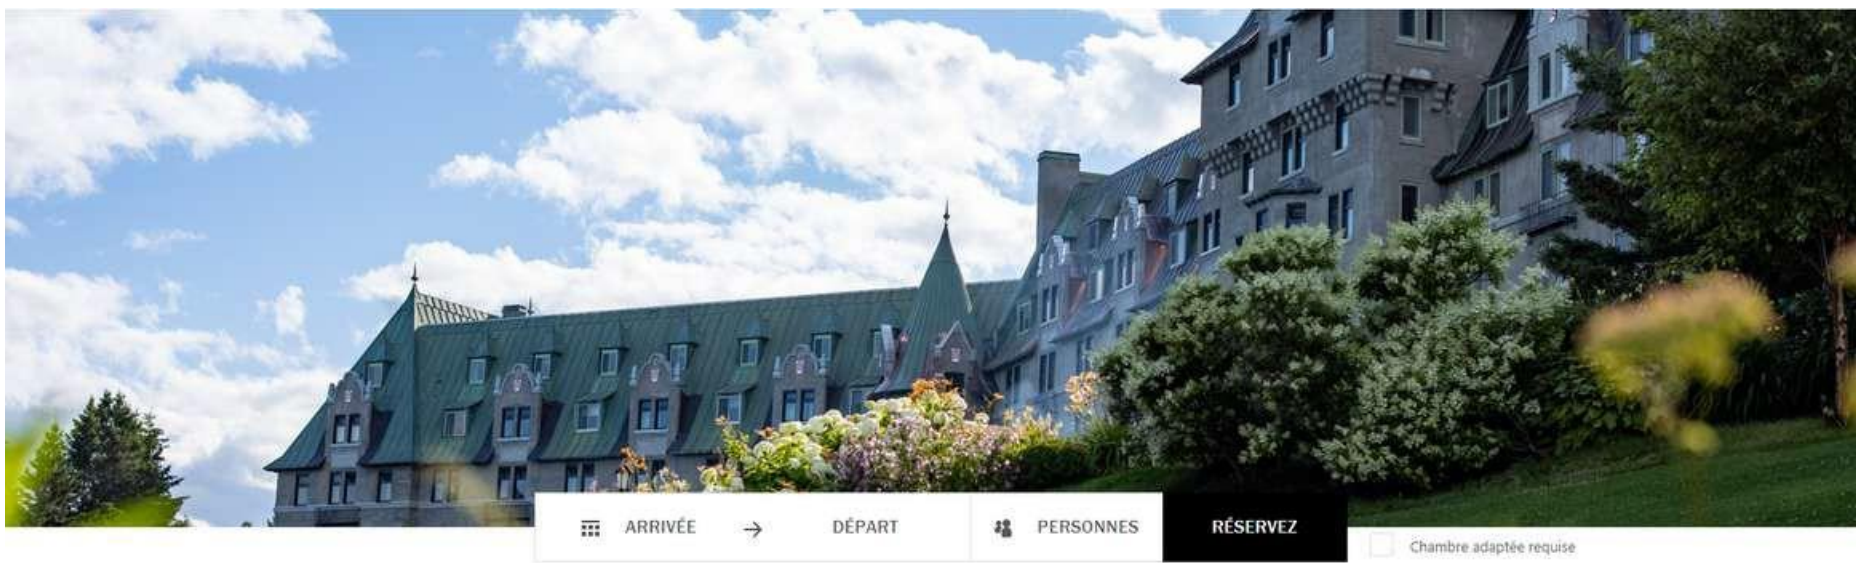 ARRIVÉE → DÉPART PERSONNES RÉSERVEZ
Chambre adaptée requise